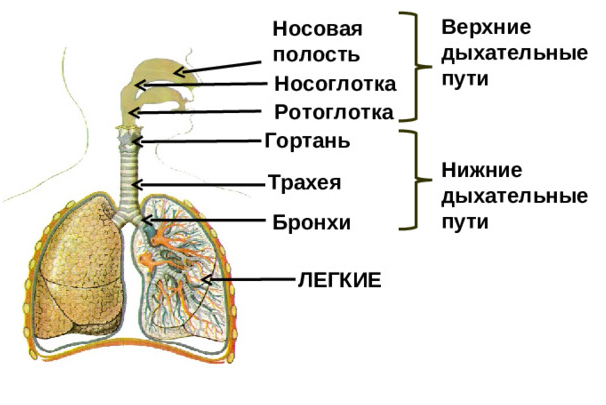 Носовая
полость
Носоглотка
Ротоглотка
Гортань
Трахея
Бронхи
ЛЕГКИЕ
Верхние
дыхательные
пути
Нижние
дыхательные
пути